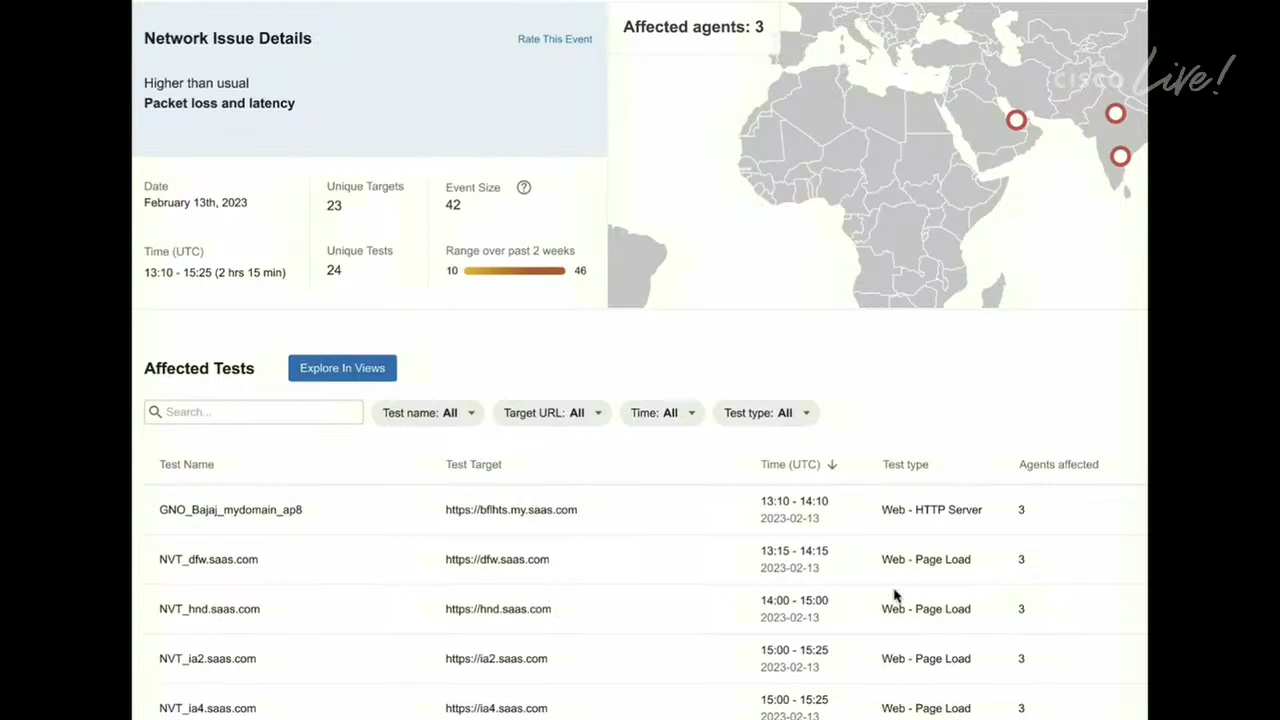 Network Issue Details
Rate This Event
Affected agents: 3
CISCO Live!
Higher than usual
Packet loss and latency
Date
February 13th, 2023
Unique Targets
23
Event Size ?
42
Time (UTC)
13:10 - 15:25 (2 hrs 15 min)
Unique Tests
24
Range over past 2 weeks
10 46
Affected Tests
Explore In Views
Search...
Test name: All
Target URL: All
Time: All
Test type: All
Test Name Test Target Time (UTC) ↓ Test type Agents affected
GNO_Bajaj_mydomain_ap8 https://bflhts.my.saas.com 13:10 - 14:10 Web - HTTP Server 3
2023-02-13
NVT_dfw.saas.com https://dfw.saas.com 13:15 - 14:15 Web - Page Load 3
2023-02-13
NVT_hnd.saas.com https://hnd.saas.com 14:00 - 15:00 Web - Page Load 3
2023-02-13
NVT_ia2.saas.com https://ia2.saas.com 15:00 - 15:25 Web - Page Load 3
2023-02-13
NVT_ia4.saas.com https://ia4.saas.com 15:00 - 15:25 Web - Page Load 3
2023-02-13